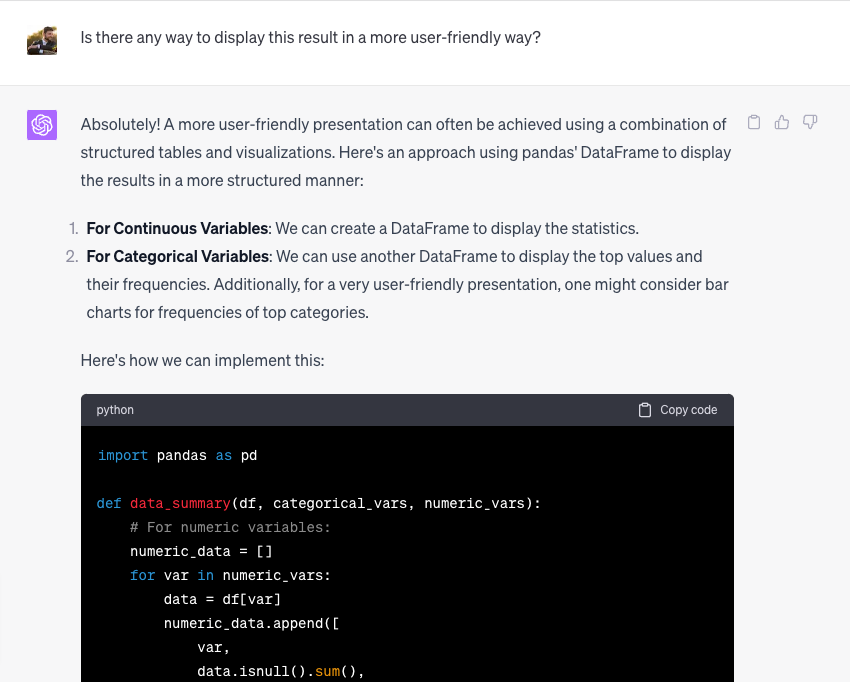 Is there any way to display this result in a more user-friendly way?
Absolutely! A more user-friendly presentation can often be achieved using a combination of
structured tables and visualizations. Here's an approach using pandas' DataFrame to display
the results in a more structured manner:
1. For Continuous Variables: We can create a DataFrame to display the statistics.
2. For Categorical Variables: We can use another DataFrame to display the top values and
their frequencies. Additionally, for a very user-friendly presentation, one might consider bar
charts for frequencies of top categories.
Here's how we can implement this:
python Copy code
import pandas as pd
def data_summary(df, categorical_vars, numeric_vars):
    # For numeric variables:
    numeric_data = []
    for var in numeric_vars:
        data = df[var]
        numeric_data.append([
            var,
            data.isnull().sum(),